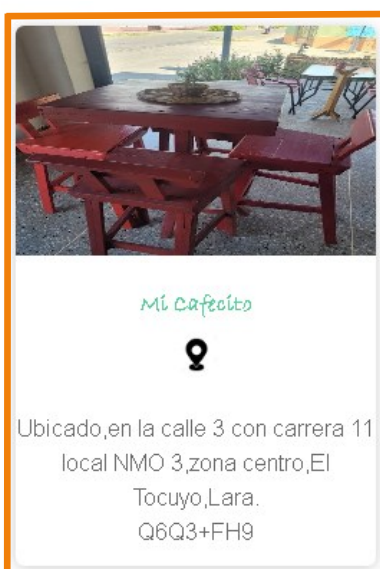 Mi Cafecito
Ubicado,en la calle 3 con carrera 11
local NMO 3,zona centro,El
Tocuyo,Lara.
Q6Q3+FH9